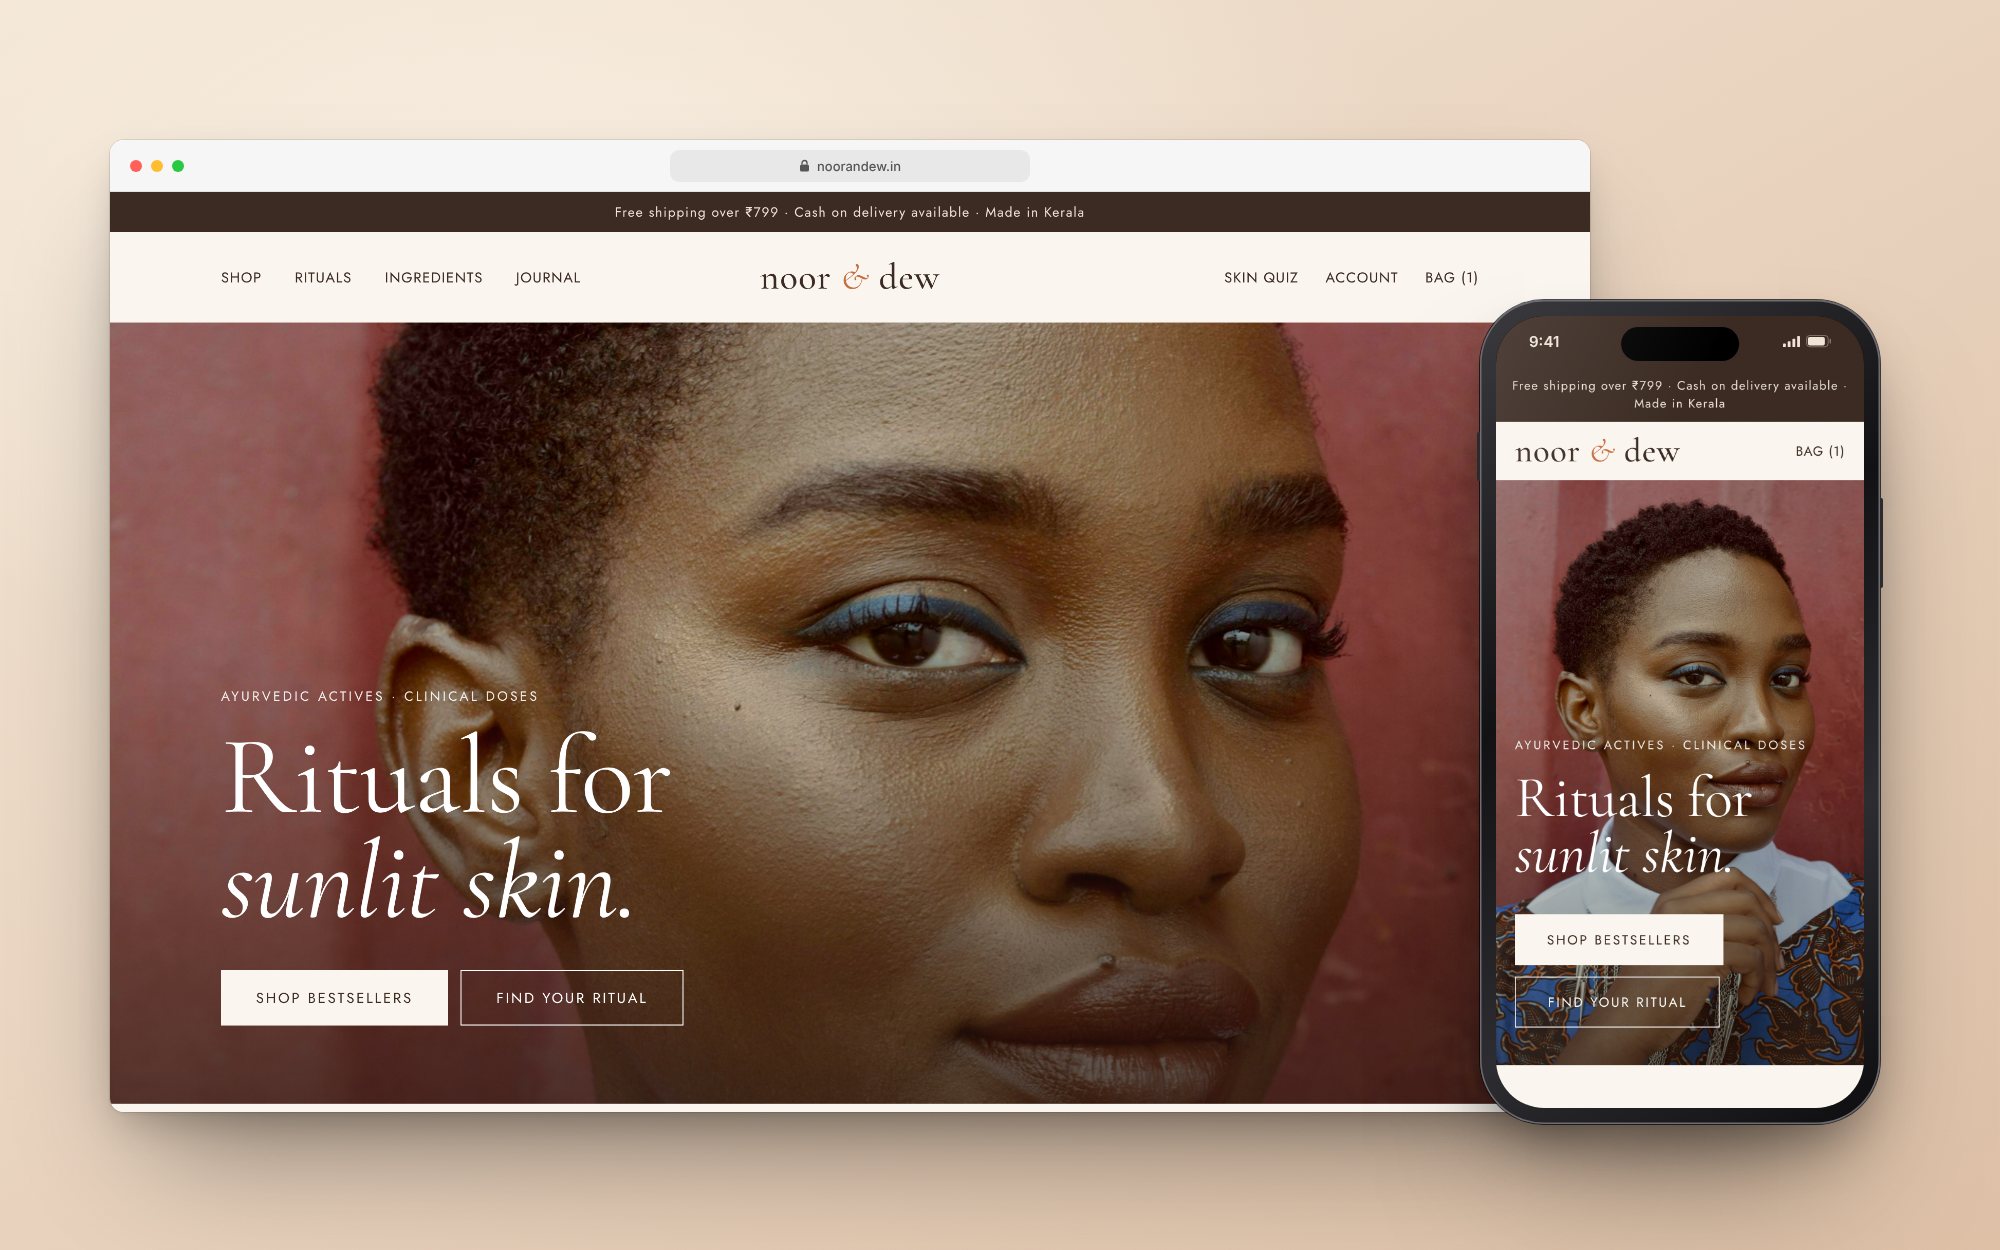 noorandew.in
Free shipping over ₹799 · Cash on delivery available · Made in Kerala
SHOP RITUALS INGREDIENTS JOURNAL
noor & dew
SKIN QUIZ ACCOUNT BAG (1)
AYURVEDIC ACTIVES · CLINICAL DOSES
Rituals for
sunlit skin.
SHOP BESTSELLERS
FIND YOUR RITUAL
9:41
Free shipping over ₹799 · Cash on delivery available ·
Made in Kerala
noor & dew
BAG (1)
AYURVEDIC ACTIVES · CLINICAL DOSES
Rituals for
sunlit skin.
SHOP BESTSELLERS
FIND YOUR RITUAL